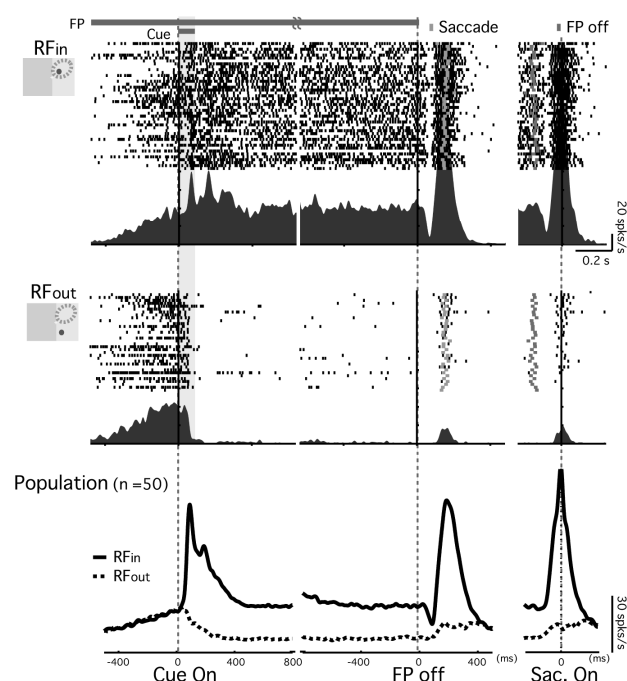 FP
Cue
Saccade
FP off
RFin
20 spks/s
0.2 s
RFout
Population (n =50)
RFin
RFout
30 spks/s
-400 0 400 800 0 400 (ms) 0 (ms)
Cue On FP off Sac. On